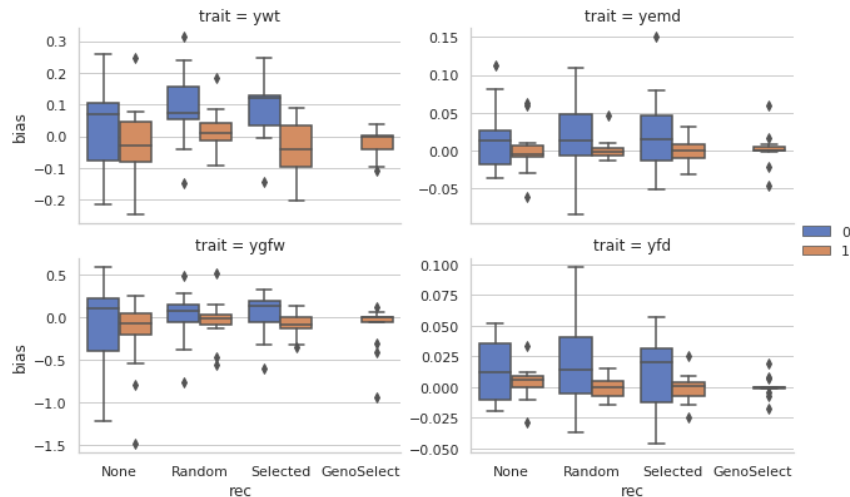 trait = ywt
0.3
0.2
0.1
0.0
−0.1
−0.2
bias
trait = yemd
0.15
0.10
0.05
0.00
−0.05
0
1
trait = ygfw
0.5
0.0
−0.5
−1.0
−1.5
bias
None Random Selected GenoSelect
rec
trait = yfd
0.100
0.075
0.050
0.025
0.000
−0.025
−0.050
None Random Selected GenoSelect
rec